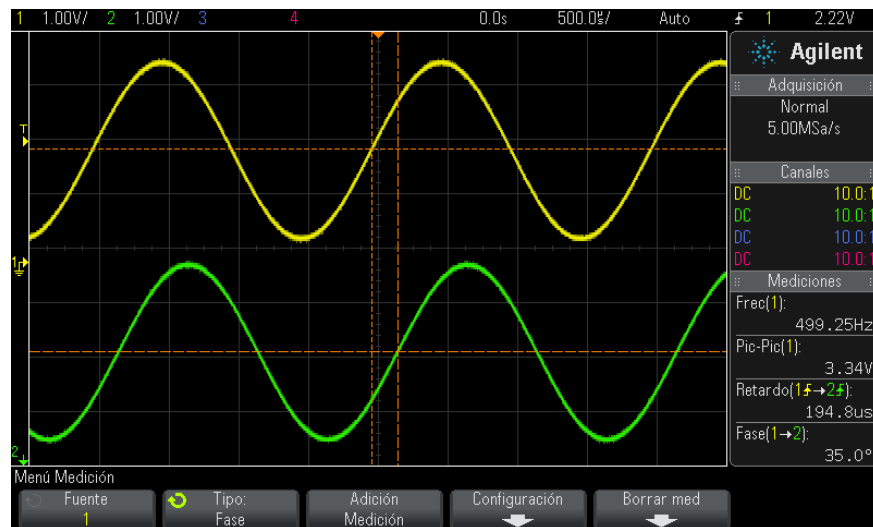 1 1.00V/ 2 1.00V/ 3 4 0.0s 500.0µ/ Auto 1 2.22V
Agilent
Adquisición
Normal
5.00MSa/s
Canales
DC 10.0:1
DC 10.0:1
DC 10.0:1
DC 10.0:1
Mediciones
Frec(1):
499.25Hz
Pic-Pic(1):
3.34V
Retardo(1→2):
194.8us
Fase(1→2):
35.0°
T
1
2
Menú Medición
Fuente
1
Tipo:
Fase
Adición
Medición
Configuración
Borrar med